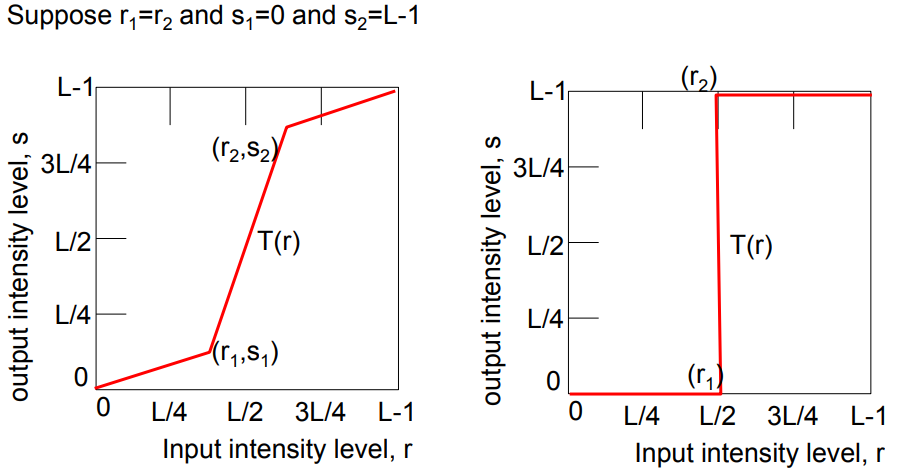 Suppose r₁=r₂ and s₁=0 and s₂=L-1
L-1
3L/4
L/2
L/4
0
output intensity level, s
(r₂,s₂)
T(r)
(r₁,s₁)
0 L/4 L/2 3L/4 L-1
Input intensity level, r
(r₂)
L-1
3L/4
L/2
L/4
0
output intensity level, s
T(r)
(r₁)
0 L/4 L/2 3L/4 L-1
Input intensity level, r